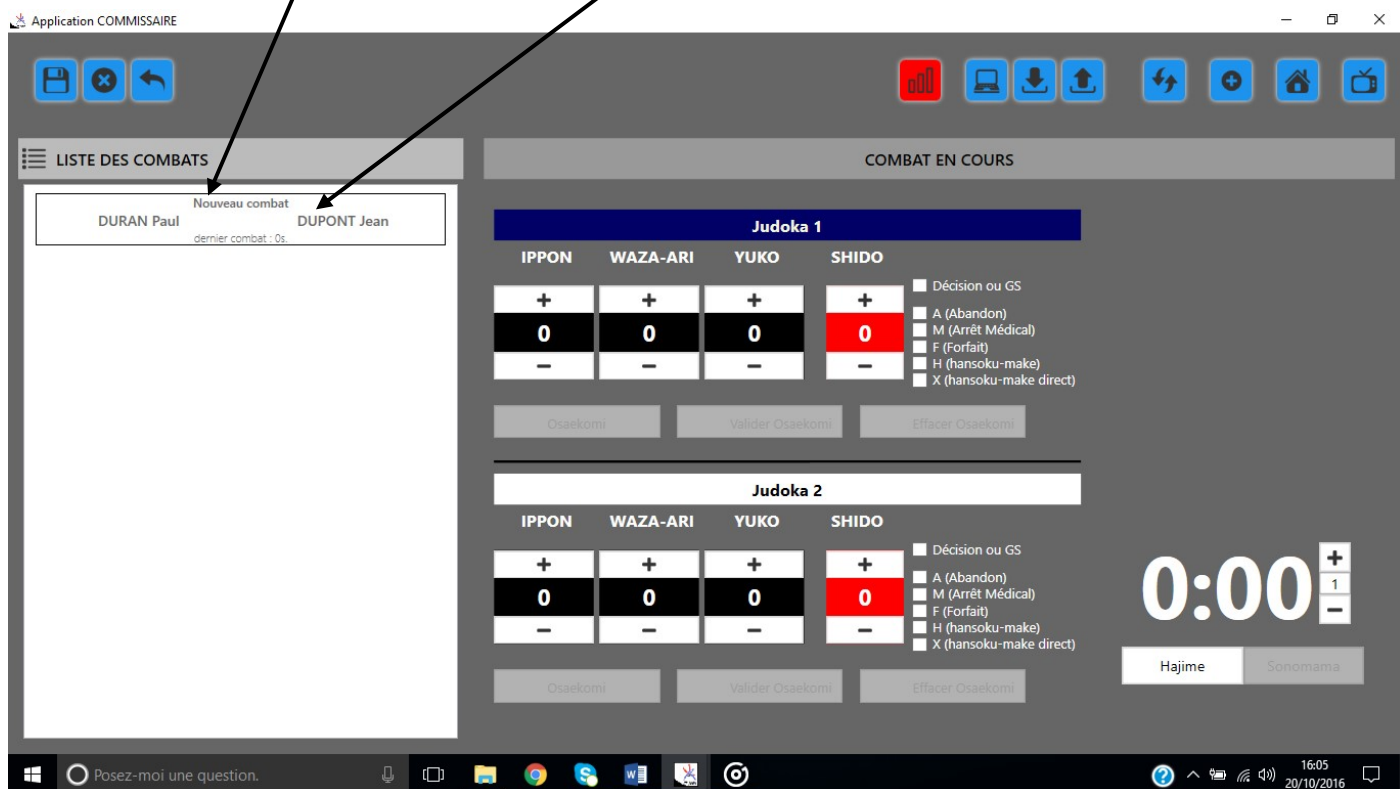 Application COMMISSAIRE
LISTE DES COMBATS
COMBAT EN COURS
Nouveau combat
DURAN Paul DUPONT Jean
dernier combat : 0s.
Judoka 1
IPPON WAZA-ARI YUKO SHIDO
Décision ou GS
+ + + +
A (Abandon)
0 0 0 0
M (Arrêt Médical)
F (Forfait)
− − − −
H (hansoku-make)
X (hansoku-make direct)
Osaekomi Valider Osaekomi Effacer Osaekomi
Judoka 2
IPPON WAZA-ARI YUKO SHIDO
Décision ou GS
+ + + +
A (Abandon)
0 0 0 0
M (Arrêt Médical)
F (Forfait)
− − − −
H (hansoku-make)
X (hansoku-make direct)
0:00
+
1
−
Hajime Sonomama
Osaekomi Valider Osaekomi Effacer Osaekomi
Posez-moi une question.
16:05
20/10/2016